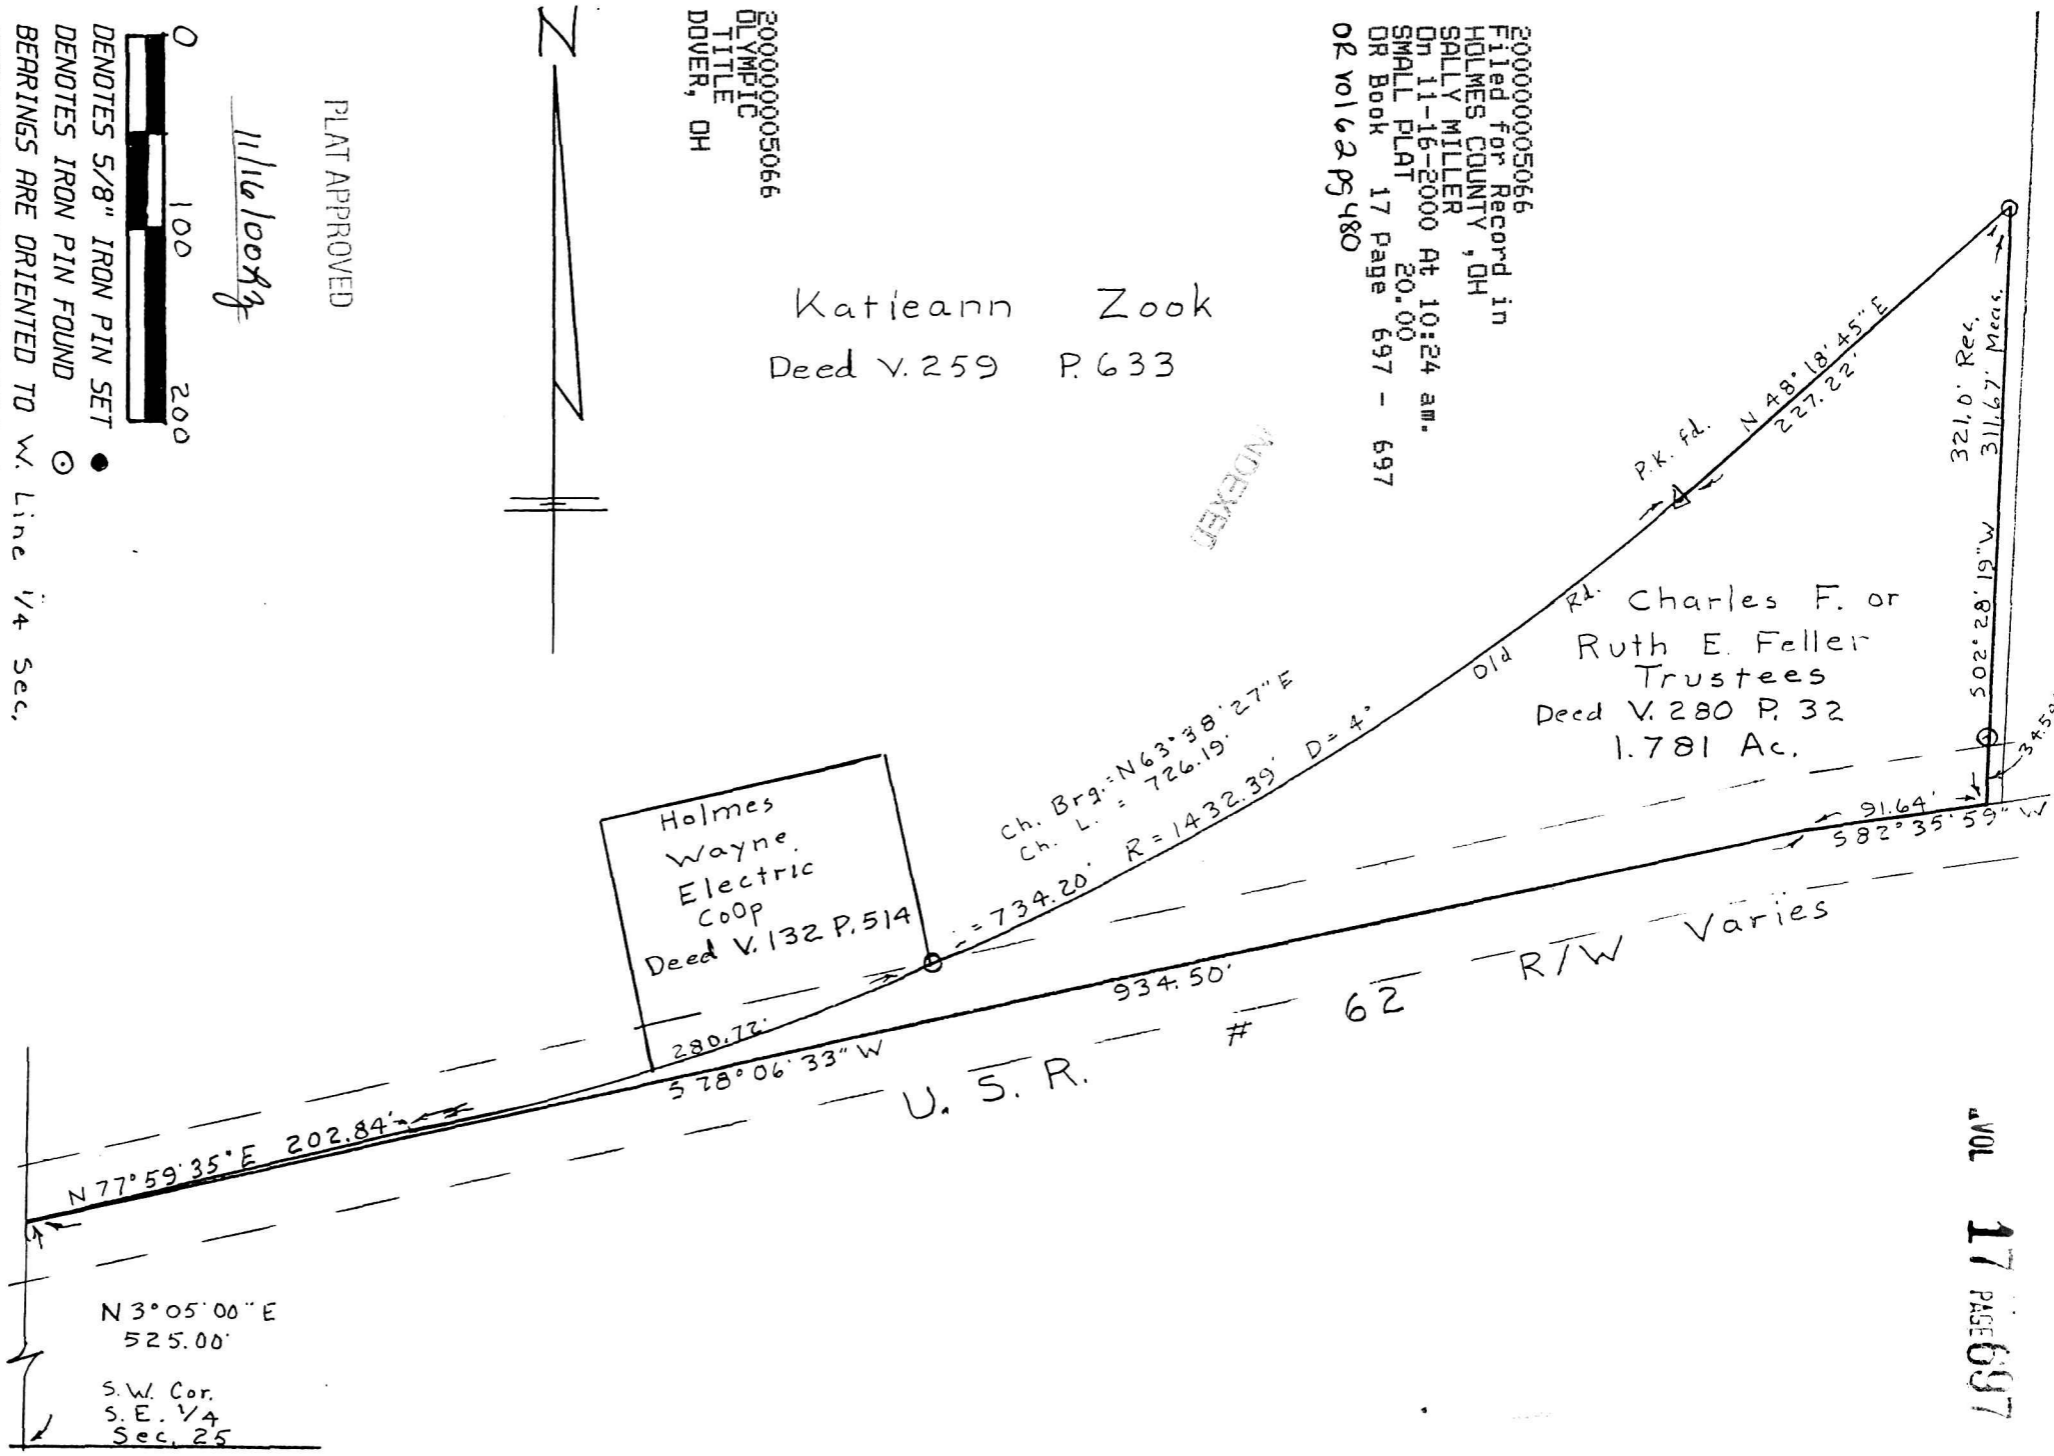 200000005066
Filed for Record in
HOLMES COUNTY ,OH
SALLY MILLER
On 11-16-2000 At 10:24 am.
SMALL PLAT 20.00
OR Book 17 Page 697 - 697
OR Vol 62 pg 480
200000005066
OLYMPIC
TITLE
DOVER, OH
N
PLAT APPROVED
11/16/00
0 100 200
DENOTES 5/8" IRON PIN SET
DENOTES IRON PIN FOUND
BEARINGS ARE ORIENTED TO W. Line 1/4 Sec.
Katieann Zook
Deed V. 259 P. 633
INDEXED
N 48° 18' 45" E
227.22'
P.K. fd.
321.0' Rec.
311.67' Meas.
S 02° 28' 19" W
34.50'
Charles F. or
Ruth E. Feller
Trustees
Deed V. 280 P. 32
1.781 Ac.
Old Rd.
Ch. Brg. = N 63° 38' 27" E
Ch. L. = 726.19'
= 734.20' R = 1432.39' D = 4°
91.64'
S 82° 35' 59" W
Holmes
Wayne
Electric
CoOp
Deed V. 132 P. 514
280.72'
934.50'
S 78° 06' 33" W
U. S. R. # 62 R/W Varies
N 77° 59' 35" E 202.84'
N 3° 05' 00" E
525.00'
S.W. Cor.
S.E. 1/4
Sec. 25
VOL 17 PAGE 697